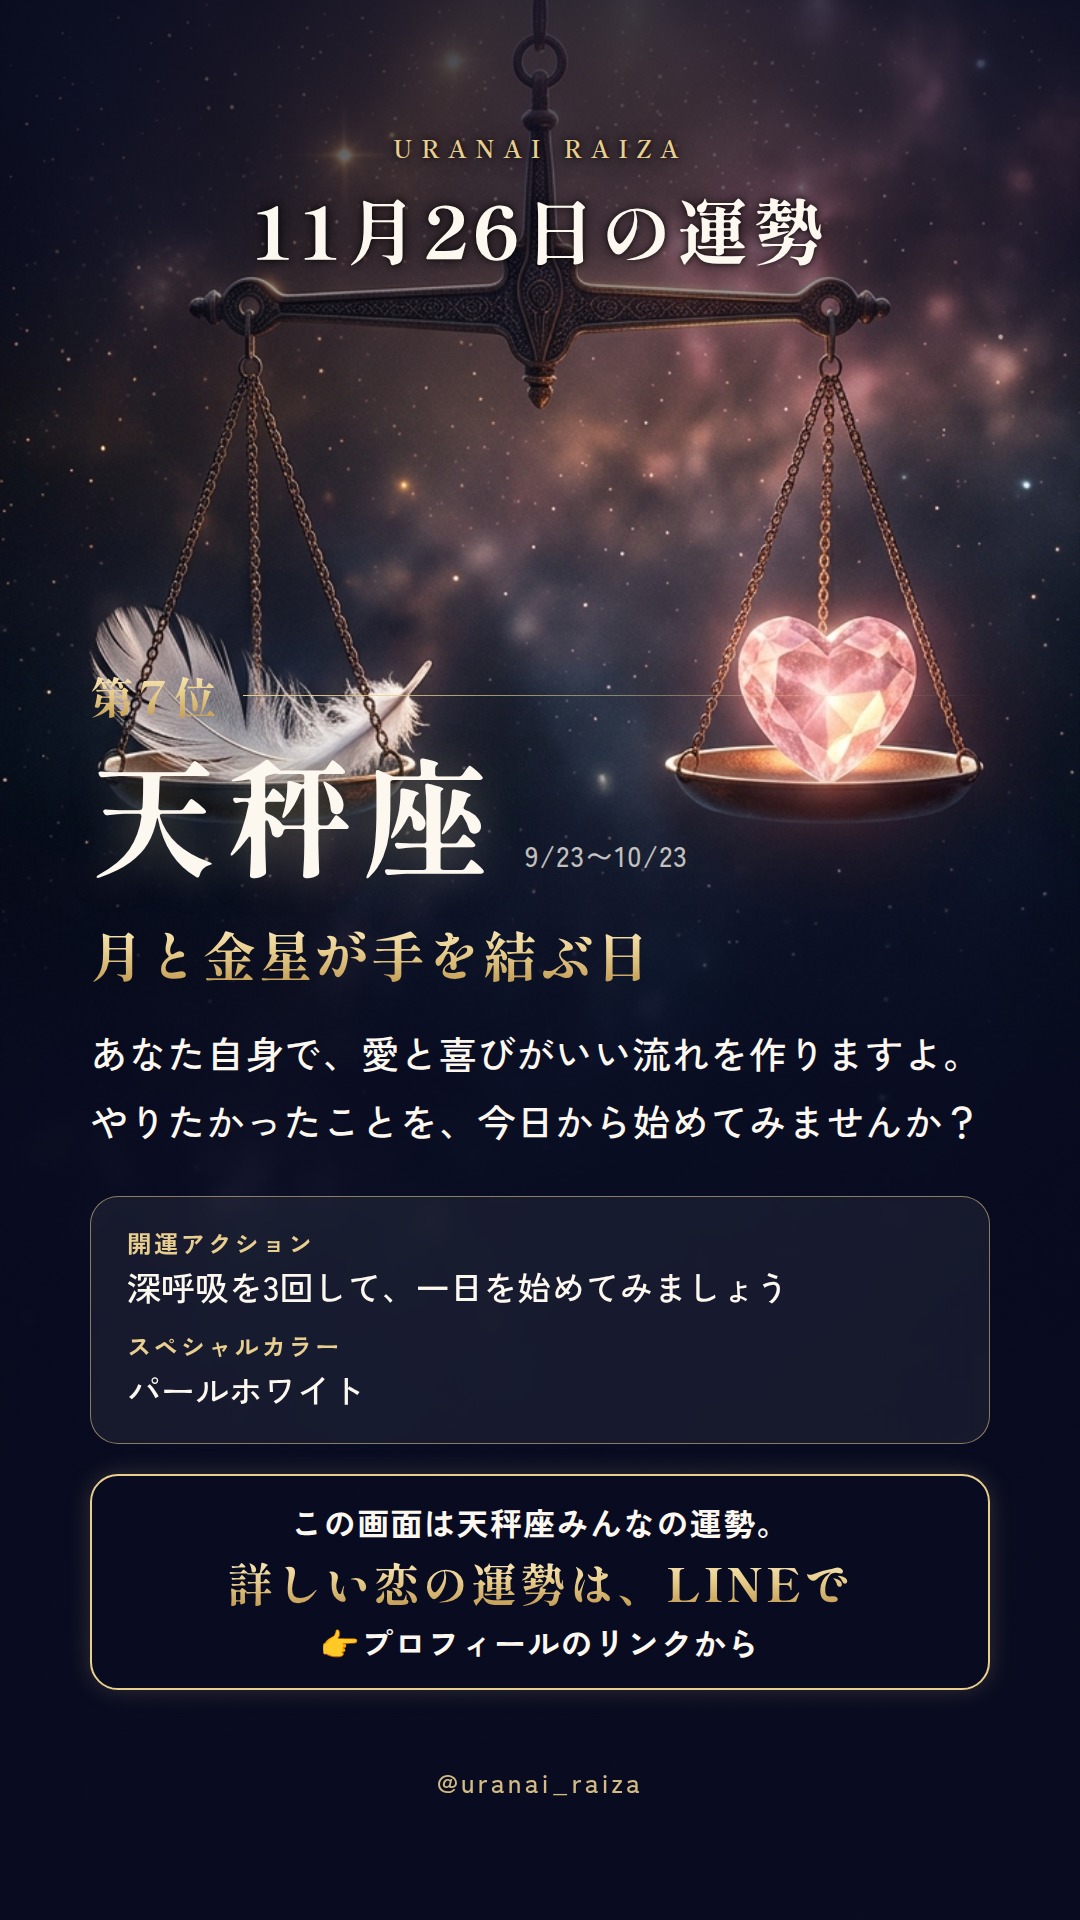 URANAI RAIZA
11月26日の運勢
第7位
天秤座 9/23〜10/23
月と金星が手を結ぶ日
あなた自身で、愛と喜びがいい流れを作りますよ。
やりたかったことを、今日から始めてみませんか？
開運アクション
深呼吸を3回して、一日を始めてみましょう
スペシャルカラー
パールホワイト
この画面は天秤座みんなの運勢。
詳しい恋の運勢は、LINEで
👉プロフィールのリンクから
@uranai_raiza